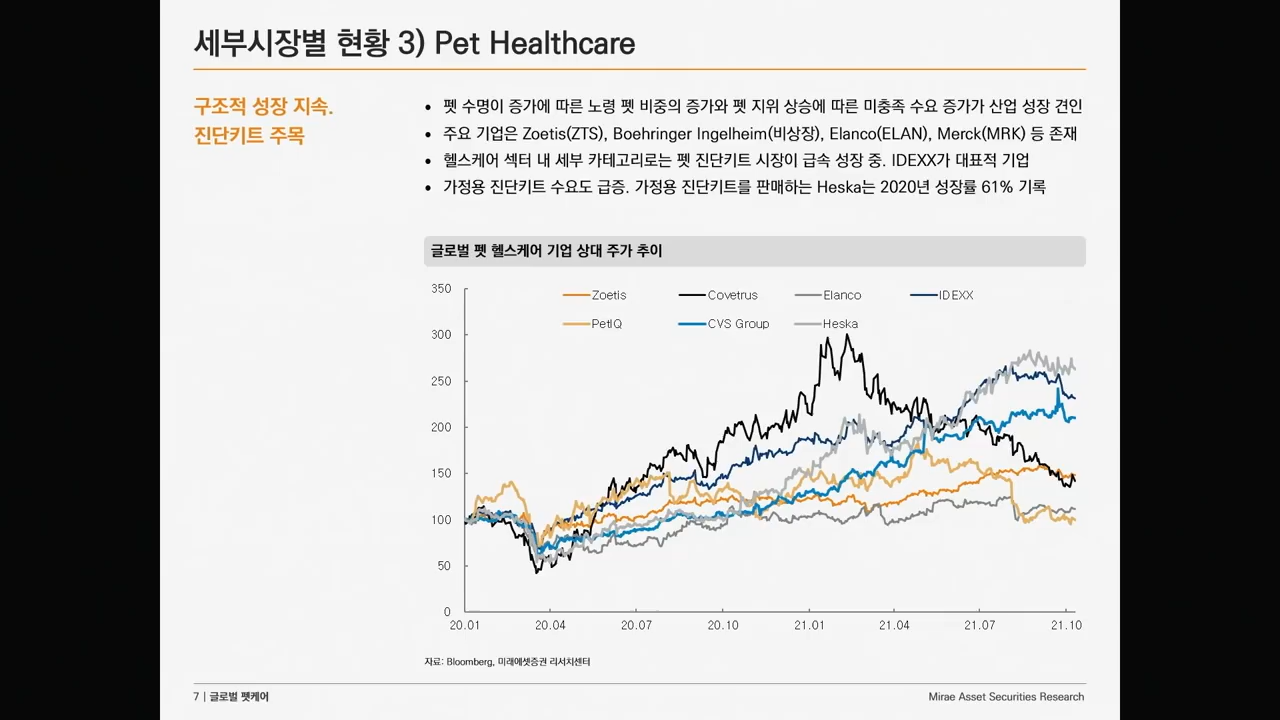 세부시장별 현황 3) Pet Healthcare
구조적 성장 지속.
진단키트 주목
• 펫 수명이 증가에 따른 노령 펫 비중의 증가와 펫 지위 상승에 따른 미충족 수요 증가가 산업 성장 견인
• 주요 기업은 Zoetis(ZTS), Boehringer Ingelheim(비상장), Elanco(ELAN), Merck(MRK) 등 존재
• 헬스케어 섹터 내 세부 카테고리로는 펫 진단키트 시장이 급속 성장 중. IDEXX가 대표적 기업
• 가정용 진단키트 수요도 급증. 가정용 진단키트를 판매하는 Heska는 2020년 성장률 61% 기록
글로벌 펫 헬스케어 기업 상대 주가 추이
Zoetis Covetrus Elanco IDEXX
PetIQ CVS Group Heska
350
300
250
200
150
100
50
0
20.01 20.04 20.07 20.10 21.01 21.04 21.07 21.10
자료: Bloomberg, 미래에셋증권 리서치센터
7 | 글로벌 펫케어
Mirae Asset Securities Research